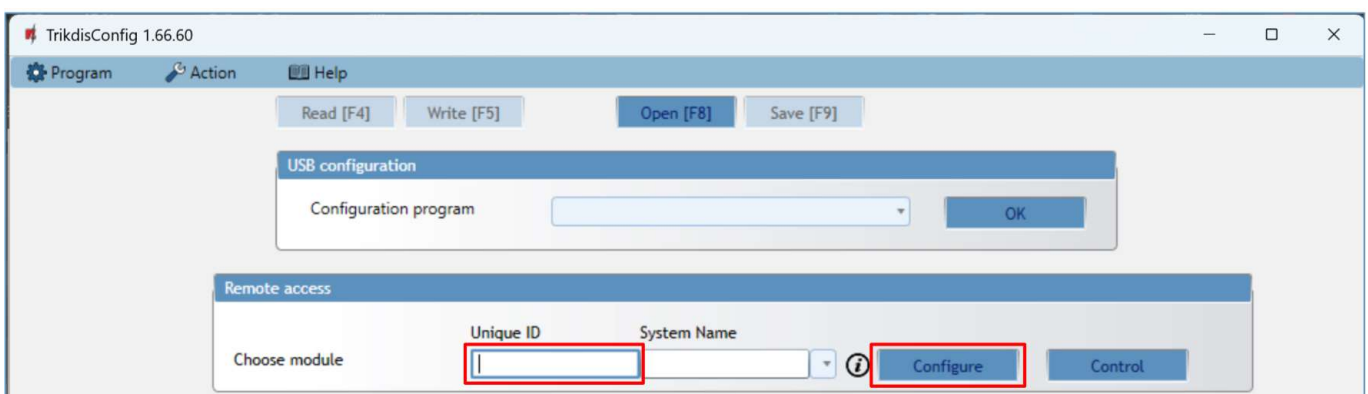 TrikdisConfig 1.66.60
Program Action Help
Read [F4] Write [F5] Open [F8] Save [F9]
USB configuration
Configuration program OK
Remote access
Unique ID System Name
Choose module i Configure Control